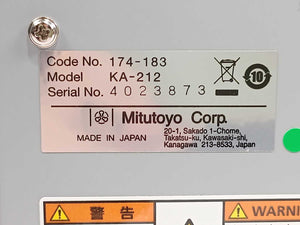 Code No. 174-183
Model KA-212
Serial No. 4023873
Mitutoyo Corp.
MADE IN JAPAN
20-1, Sakado 1-Chome,
Takatsu-ku, Kawasaki-shi,
Kanagawa 213-8533, Japan
10
警告
WARNI